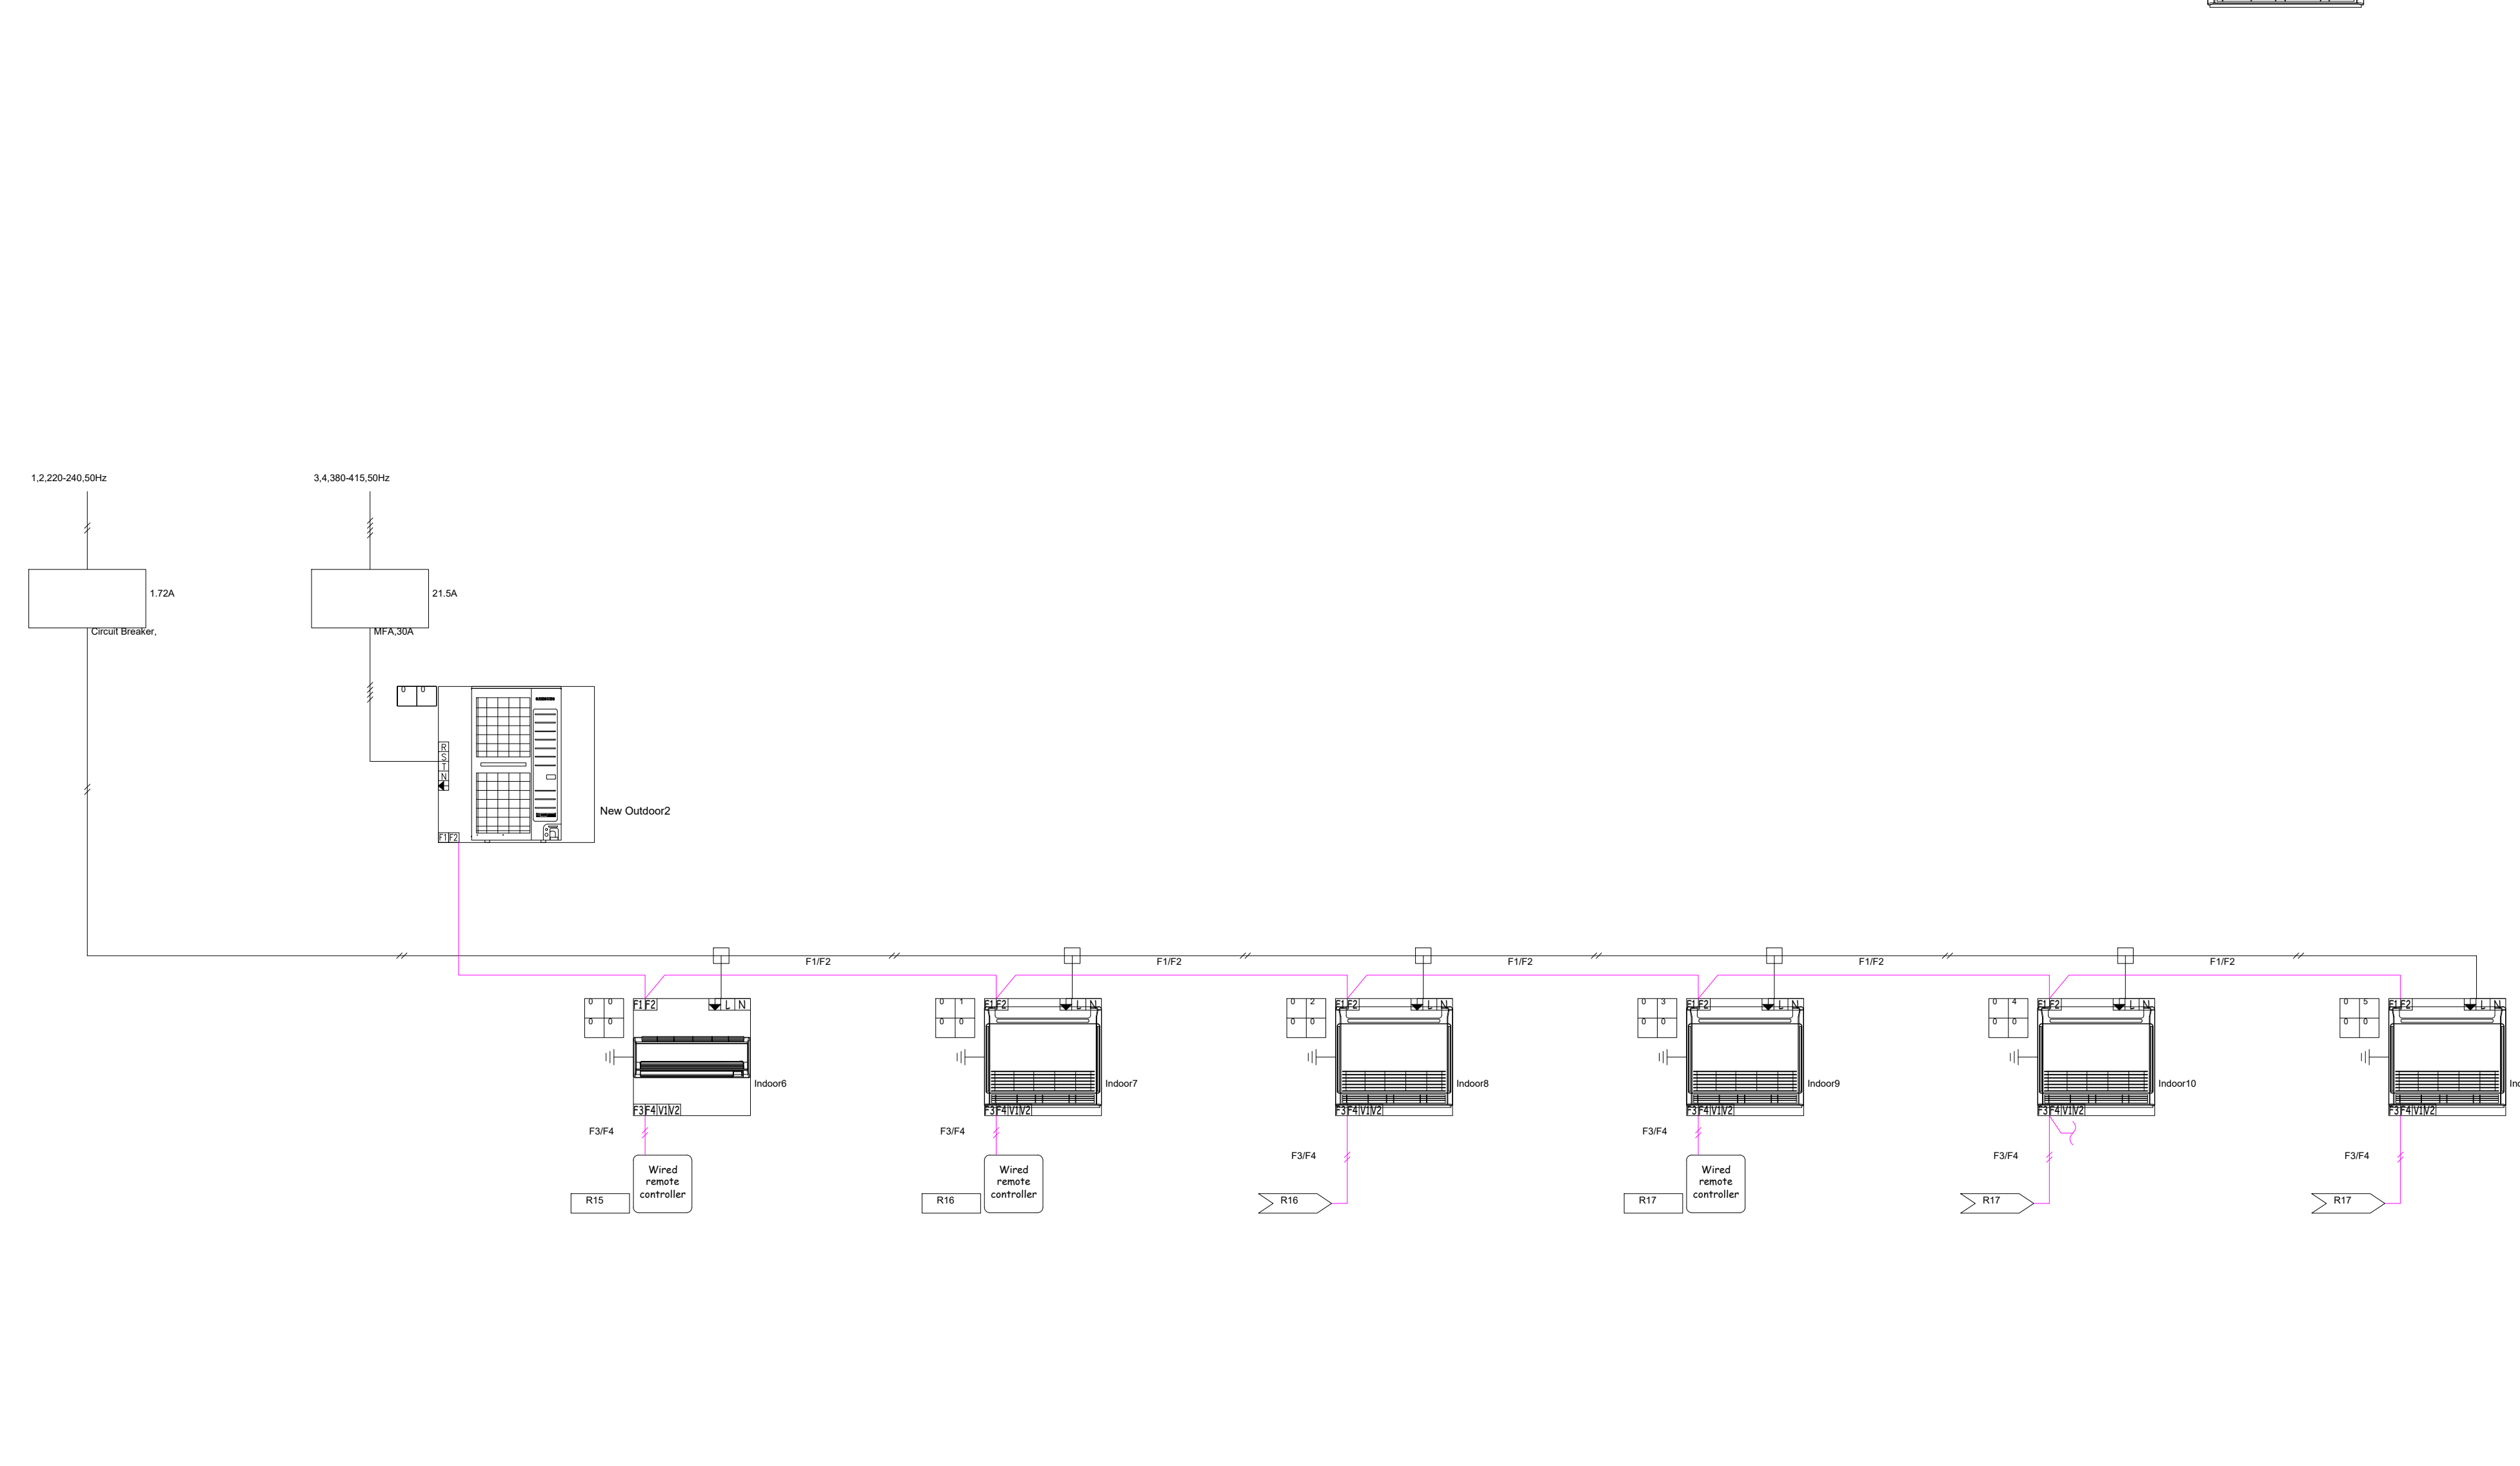 1,2,220-240,50Hz
3,4,380-415,50Hz
1.72A
21.5A
Circuit Breaker,
MFA,30A
0 0
R
S
T
N
New Outdoor2
F1 F2
F1/F2
F1/F2
F1/F2
F1/F2
F1/F2
0 0
0 0
F1 F2
L N
Indoor6
F3 F4 V1 V2
F3/F4
Wired
remote
controller
R15
0 1
0 0
F1 F2
L N
Indoor7
F3 F4 V1 V2
F3/F4
Wired
remote
controller
R16
0 2
0 0
F1 F2
L N
Indoor8
F3 F4 V1 V2
F3/F4
R16
0 3
0 0
F1 F2
L N
Indoor9
F3 F4 V1 V2
F3/F4
Wired
remote
controller
R17
0 4
0 0
F1 F2
L N
Indoor10
F3 F4 V1 V2
F3/F4
R17
0 5
0 0
F1 F2
L N
F3 F4 V1 V2
F3/F4
R17